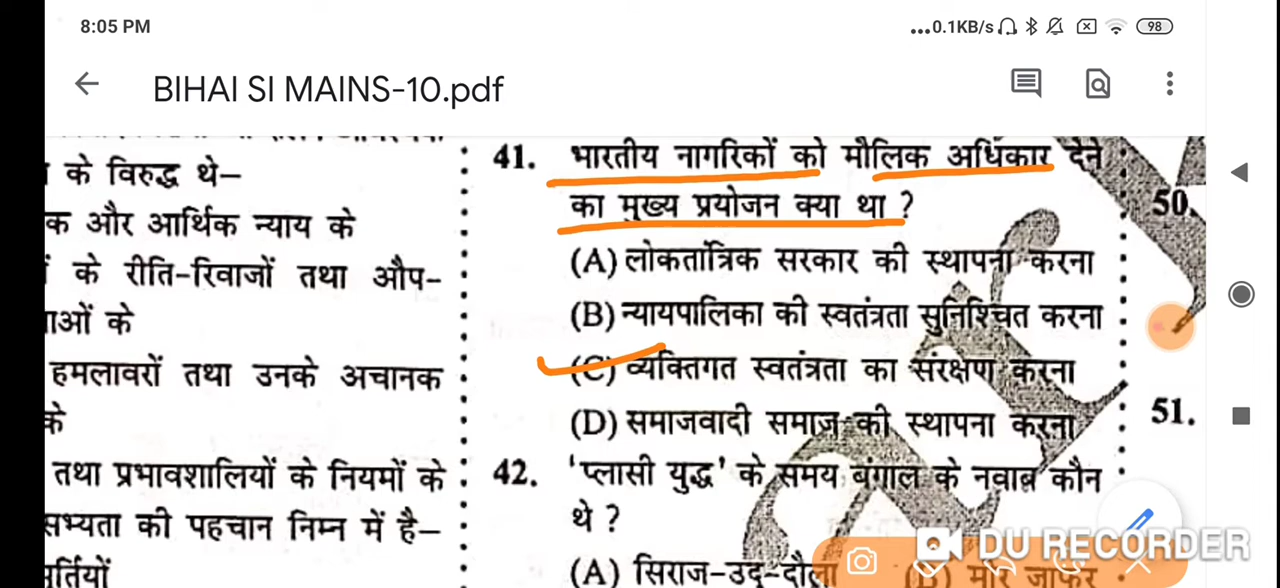 8:05 PM
...0.1KB/s
98
BIHAI SI MAINS-10.pdf
के विरुद्ध थे–
क और आर्थिक न्याय के
के रीति-रिवाजों तथा औप-
ाओं के
हमलावरों तथा उनके अचानक
के
तथा प्रभावशालियों के नियमों के
सभ्यता की पहचान निम्न में है–
र्तियों
41. भारतीय नागरिकों को मौलिक अधिकार देने
का मुख्य प्रयोजन क्या था ?
(A) लोकतांत्रिक सरकार की स्थापना करना
(B) न्यायपालिका की स्वतंत्रता सुनिश्चित करना
(C) व्यक्तिगत स्वतंत्रता का संरक्षण करना
(D) समाजवादी समाज की स्थापना करना
42. 'प्लासी युद्ध' के समय बंगाल के नवाब कौन
थे ?
(A) सिराज-उद्-दौला (B) मीर जाफर
50.
51.
DU RECORDER